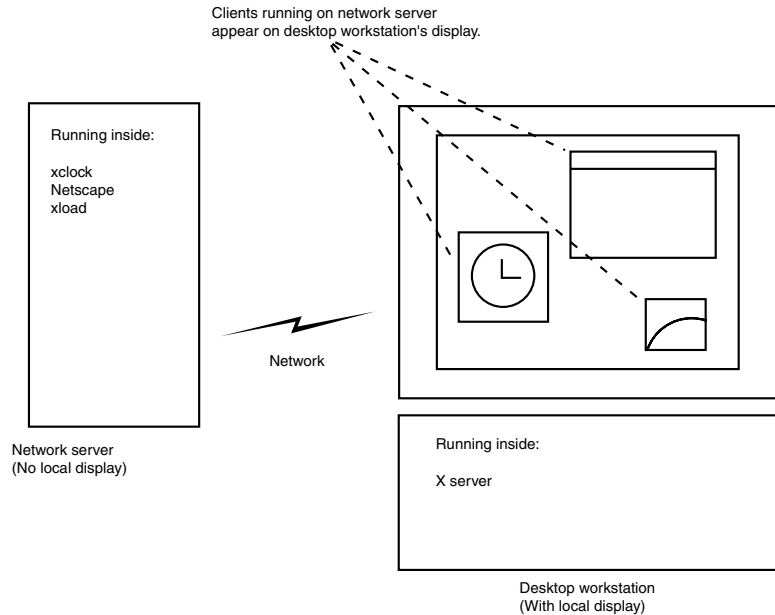 Clients running on network server
appear on desktop workstation's display.
Running inside:
xclock
Netscape
xload
Network
Network server
(No local display)
Running inside:
X server
Desktop workstation
(With local display)